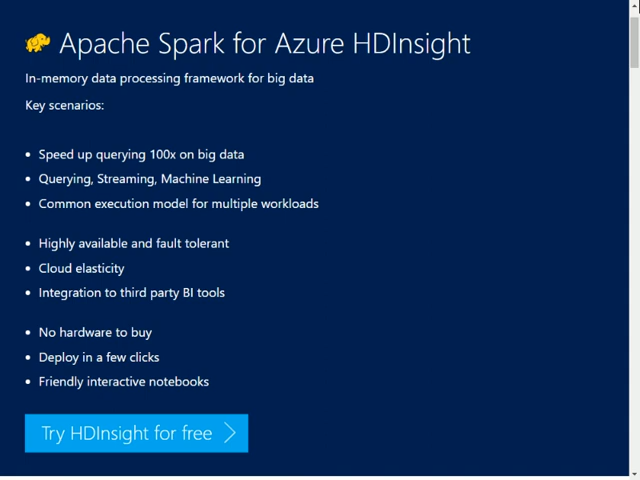 Apache Spark for Azure HDInsight
In-memory data processing framework for big data
Key scenarios:
• Speed up querying 100x on big data
• Querying, Streaming, Machine Learning
• Common execution model for multiple workloads
• Highly available and fault tolerant
• Cloud elasticity
• Integration to third party BI tools
• No hardware to buy
• Deploy in a few clicks
• Friendly interactive notebooks
Try HDInsight for free